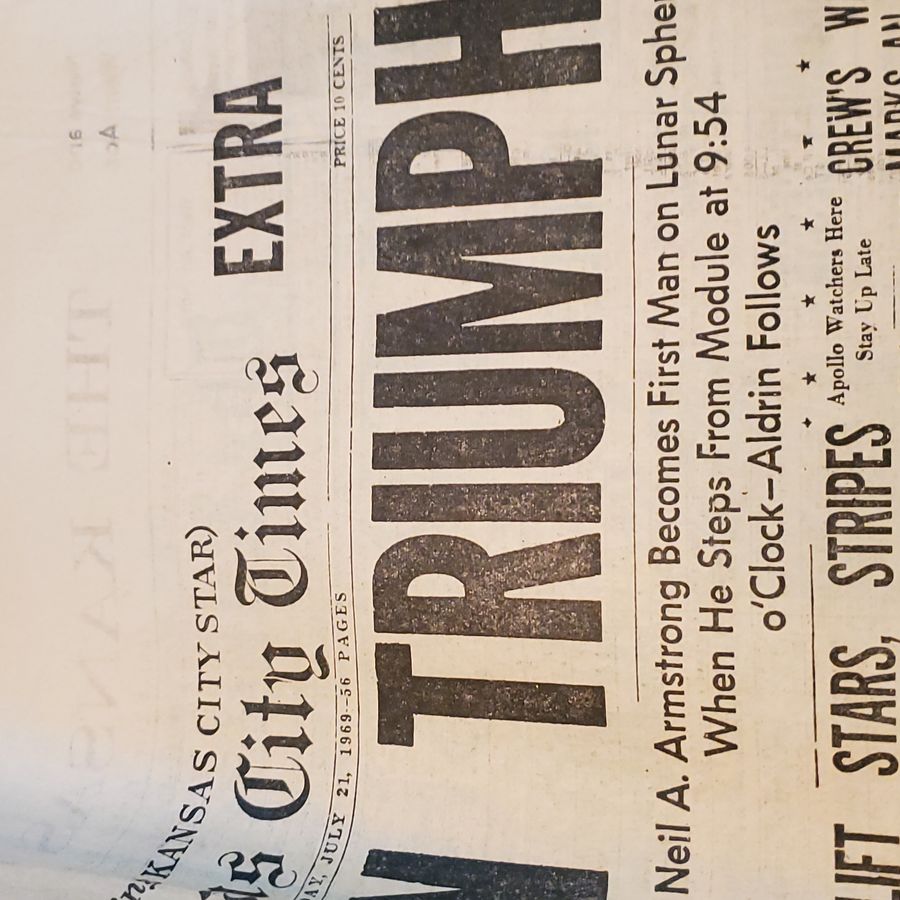 KANSAS CITY STAR)
City Times EXTRA
JULY 21, 1969—56 PAGES PRICE 10 CENTS
TRIUMPH
Neil A. Armstrong Becomes First Man on Lunar
When He Steps From Module at 9:54
o'Clock—Aldrin Follows
STARS, STRIPES
Apollo Watchers Here
Stay Up Late
CREW'S